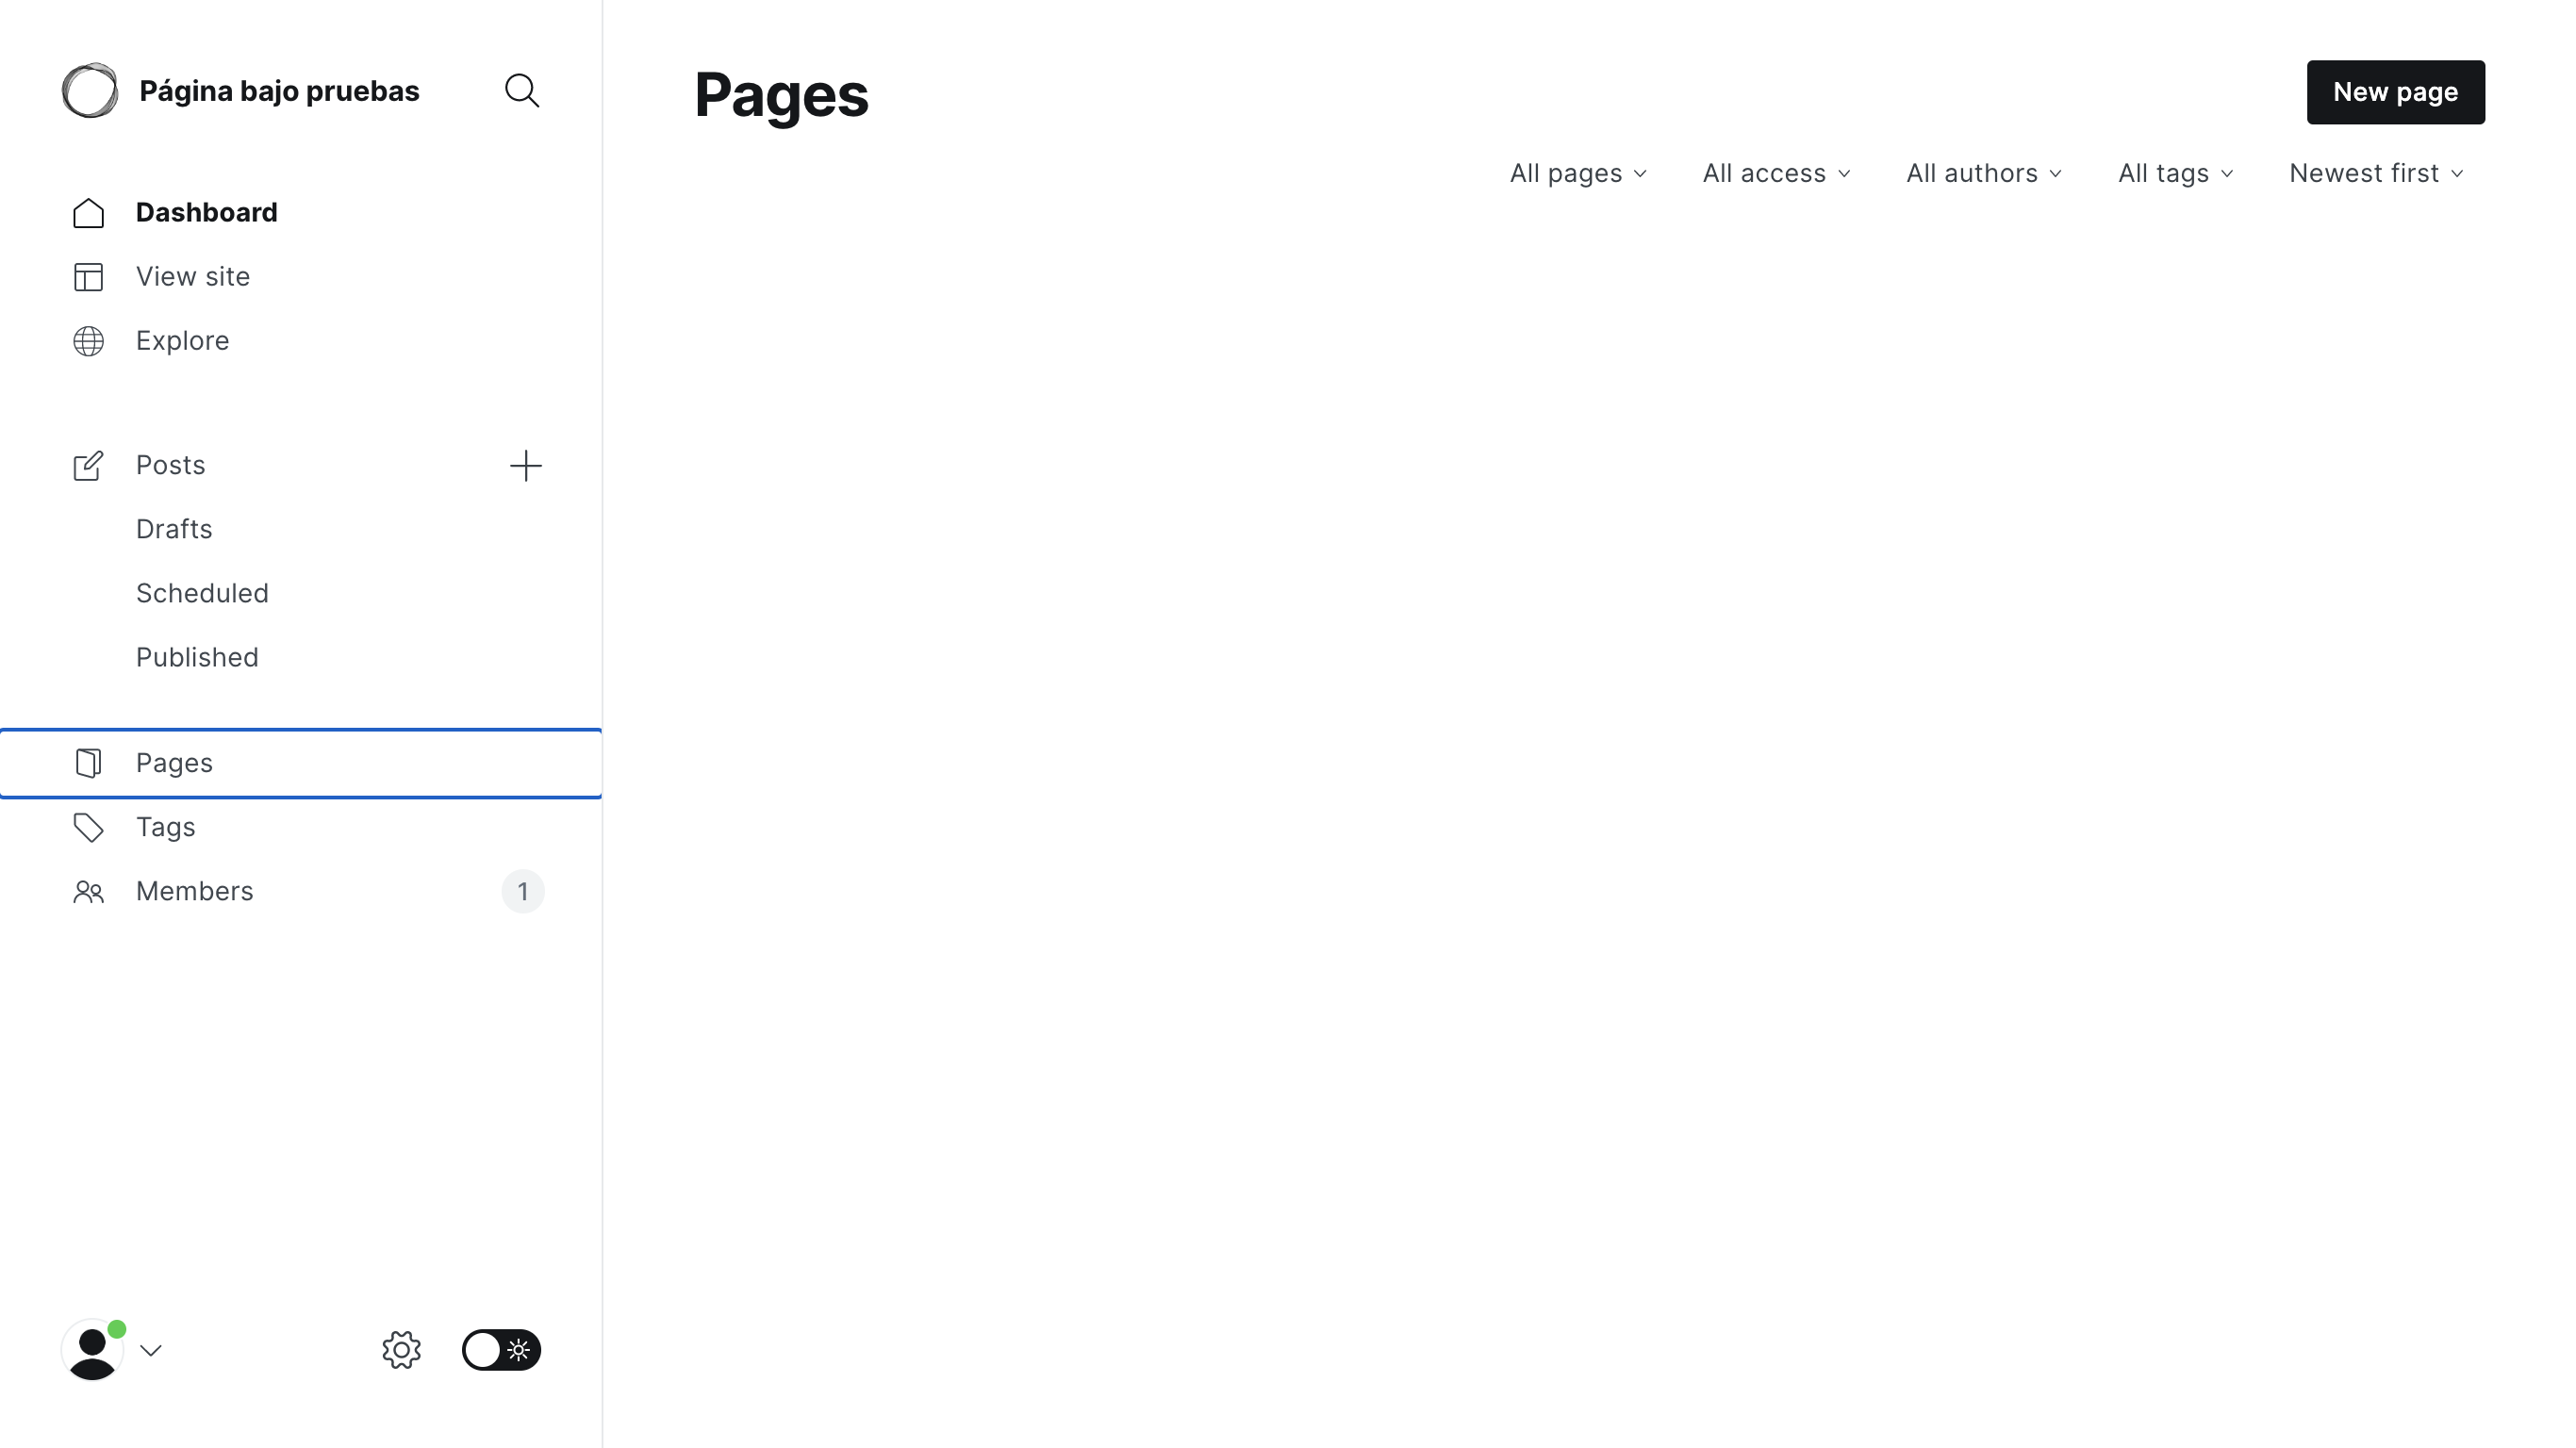 Página bajo pruebas
Dashboard
View site
Explore
Posts
Drafts
Scheduled
Published
Pages
Tags
Members 1
Pages
New page
All pages All access All authors All tags Newest first